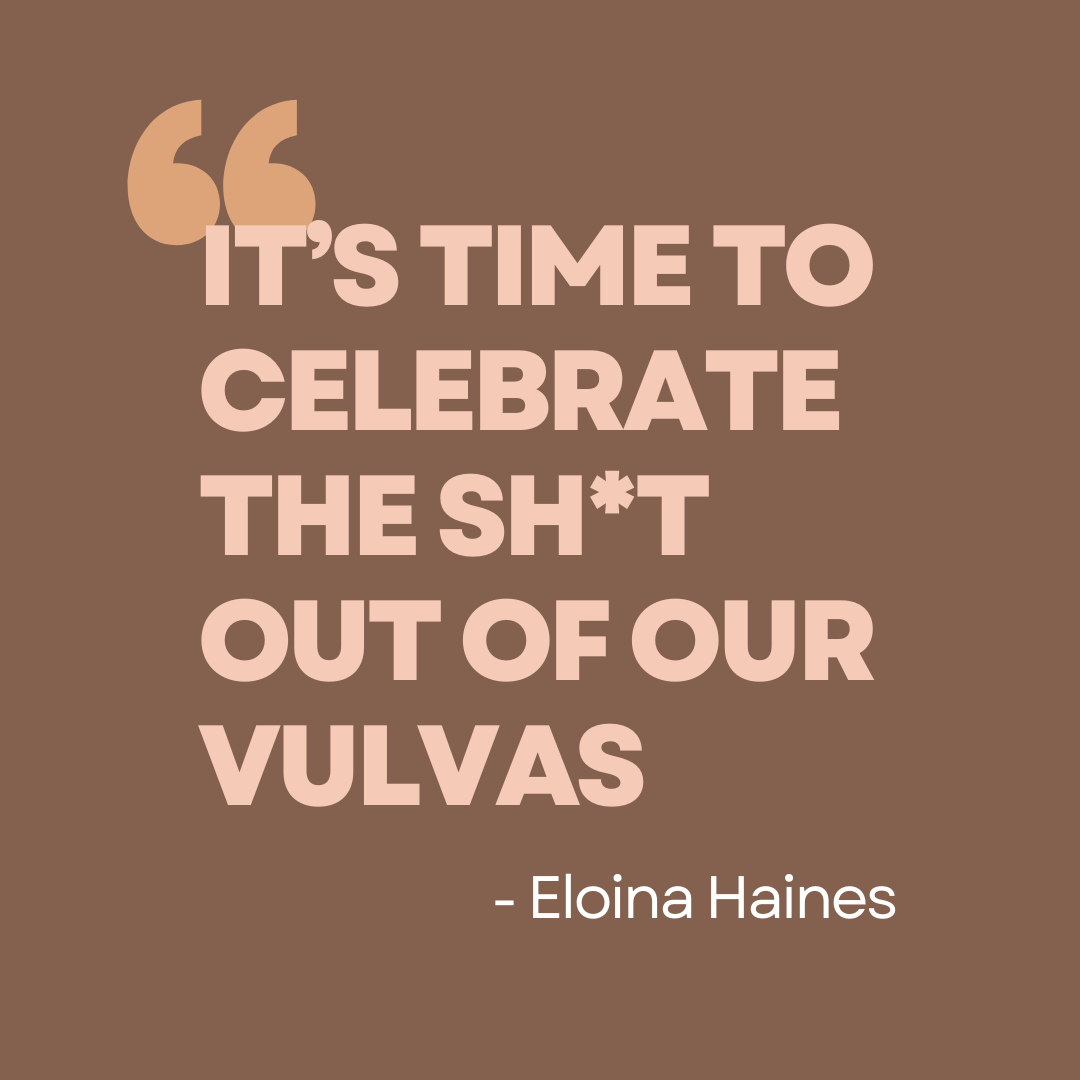 “
IT’S TIME TO
CELEBRATE
THE SH*T
OUT OF OUR
VULVAS
- Eloina Haines